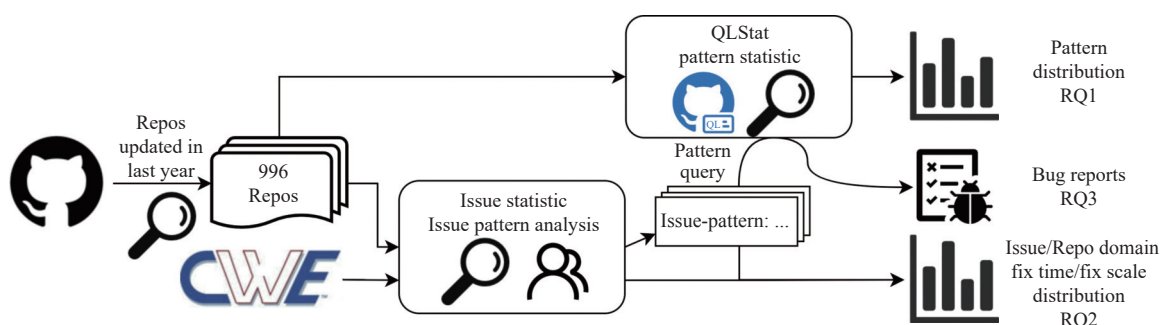 Repos
updated in
last year
996
Repos
CWE
TM
QLStat
pattern statistic
QL
Pattern
query
Issue statistic
Issue pattern analysis
Issue-pattern: ...
Pattern
distribution
RQ1
Bug reports
RQ3
Issue/Repo domain
fix time/fix scale
distribution
RQ2